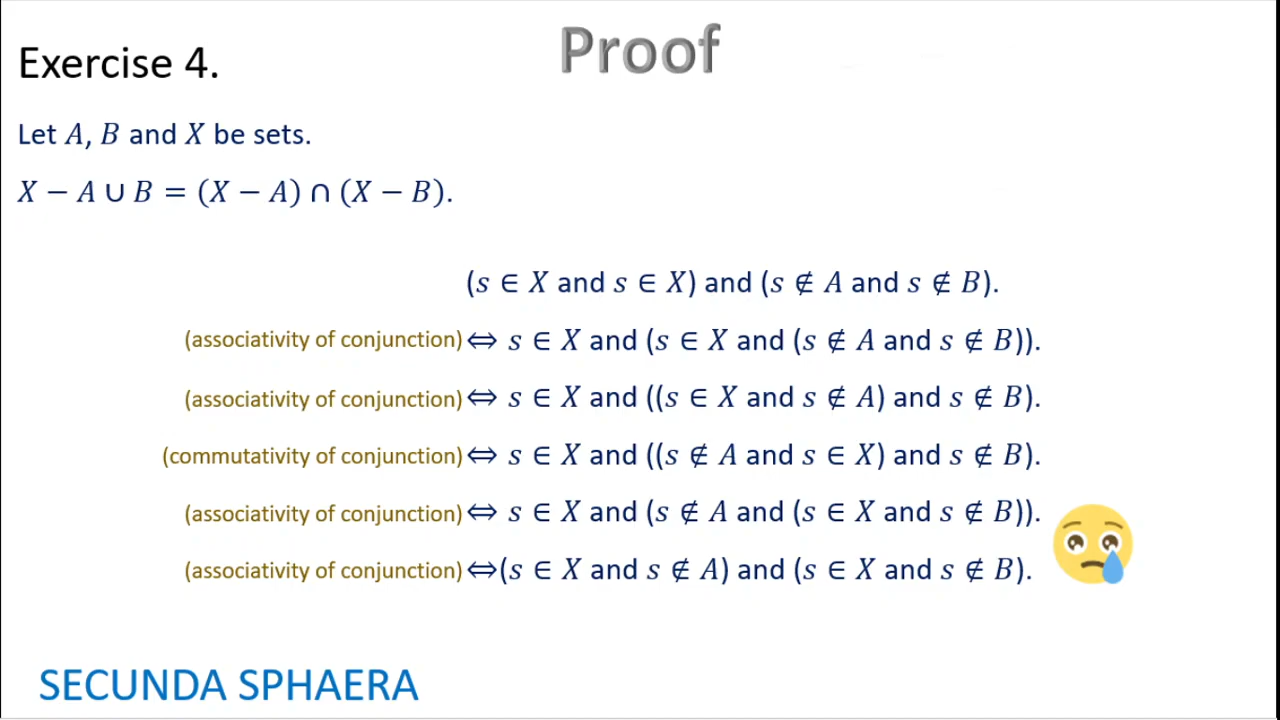 Proof
Exercise 4.
Let A, B and X be sets.
X − A ∪ B = (X − A) ∩ (X − B).
(s ∈ X and s ∈ X) and (s ∉ A and s ∉ B).
(associativity of conjunction) ⇔ s ∈ X and (s ∈ X and (s ∉ A and s ∉ B)).
(associativity of conjunction) ⇔ s ∈ X and ((s ∈ X and s ∉ A) and s ∉ B).
(commutativity of conjunction) ⇔ s ∈ X and ((s ∉ A and s ∈ X) and s ∉ B).
(associativity of conjunction) ⇔ s ∈ X and (s ∉ A and (s ∈ X and s ∉ B)).
(associativity of conjunction) ⇔(s ∈ X and s ∉ A) and (s ∈ X and s ∉ B).
SECUNDA SPHAERA